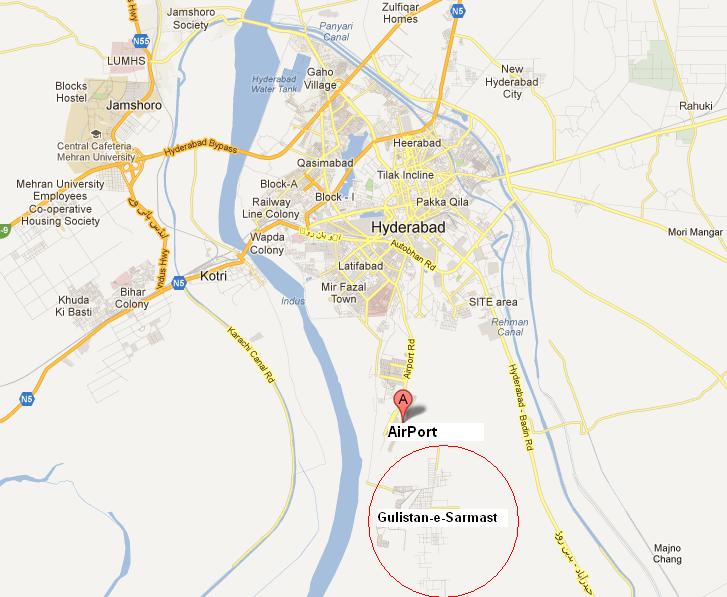 Zulfiqar
Homes
Jamshoro
Society
N5
Panyari
Canal
N55
LUMHS
Gaho
Village
Hyderabad
Water Tank
New
Hyderabad
City
Blocks
Hostel
Jamshoro
Rahuki
Central Cafeteria,
Mehran University
Hyderabad Bypass
Heerabad
Qasimabad
Tilak Incline
Mehran University
Employees
Co-operative
Housing Society
Block-A
Block - I
Railway
Line Colony
Pakka Qila
-9
Hyderabad
Mori Mangar
Wapda
Colony
Autobhan Rd
Latifabad
Kotri
Indus Hwy
N5
Bihar
Colony
Khuda
Ki Basti
Indus
Mir Fazal
Town
SITE area
Rehman
Canal
Karachi Canal Rd
Airport Rd
Hyderabad - Badin Rd
N5
A
AirPort
Gulistan-e-Sarmast
حیدرآباد - بدین روڈ
Majno
Chang